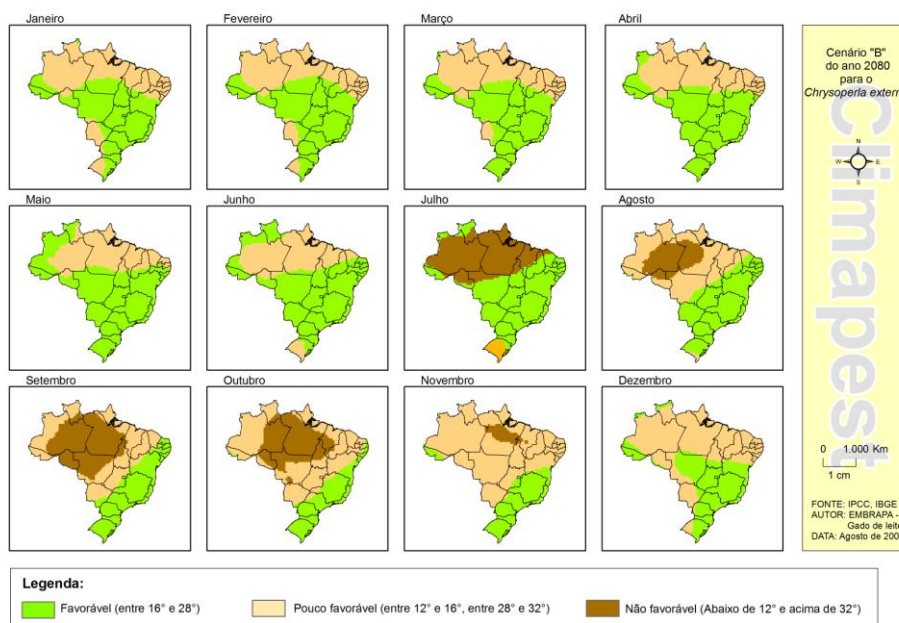 Janeiro
Fevereiro
Março
Abril
Maio
Junho
Julho
Agosto
Setembro
Outubro
Novembro
Dezembro
Cenário "B"
do ano 2080
para o
Chrysoperla extern
N
W E
S
Climapest
0 1.000 Km
1 cm
FONTE: IPCC, IBGE
AUTOR: EMBRAPA -
Gado de leite
DATA: Agosto de 200
Legenda:
Favorável (entre 16° e 28°)
Pouco favorável (entre 12° e 16°, entre 28° e 32°)
Não favorável (Abaixo de 12° e acima de 32°)